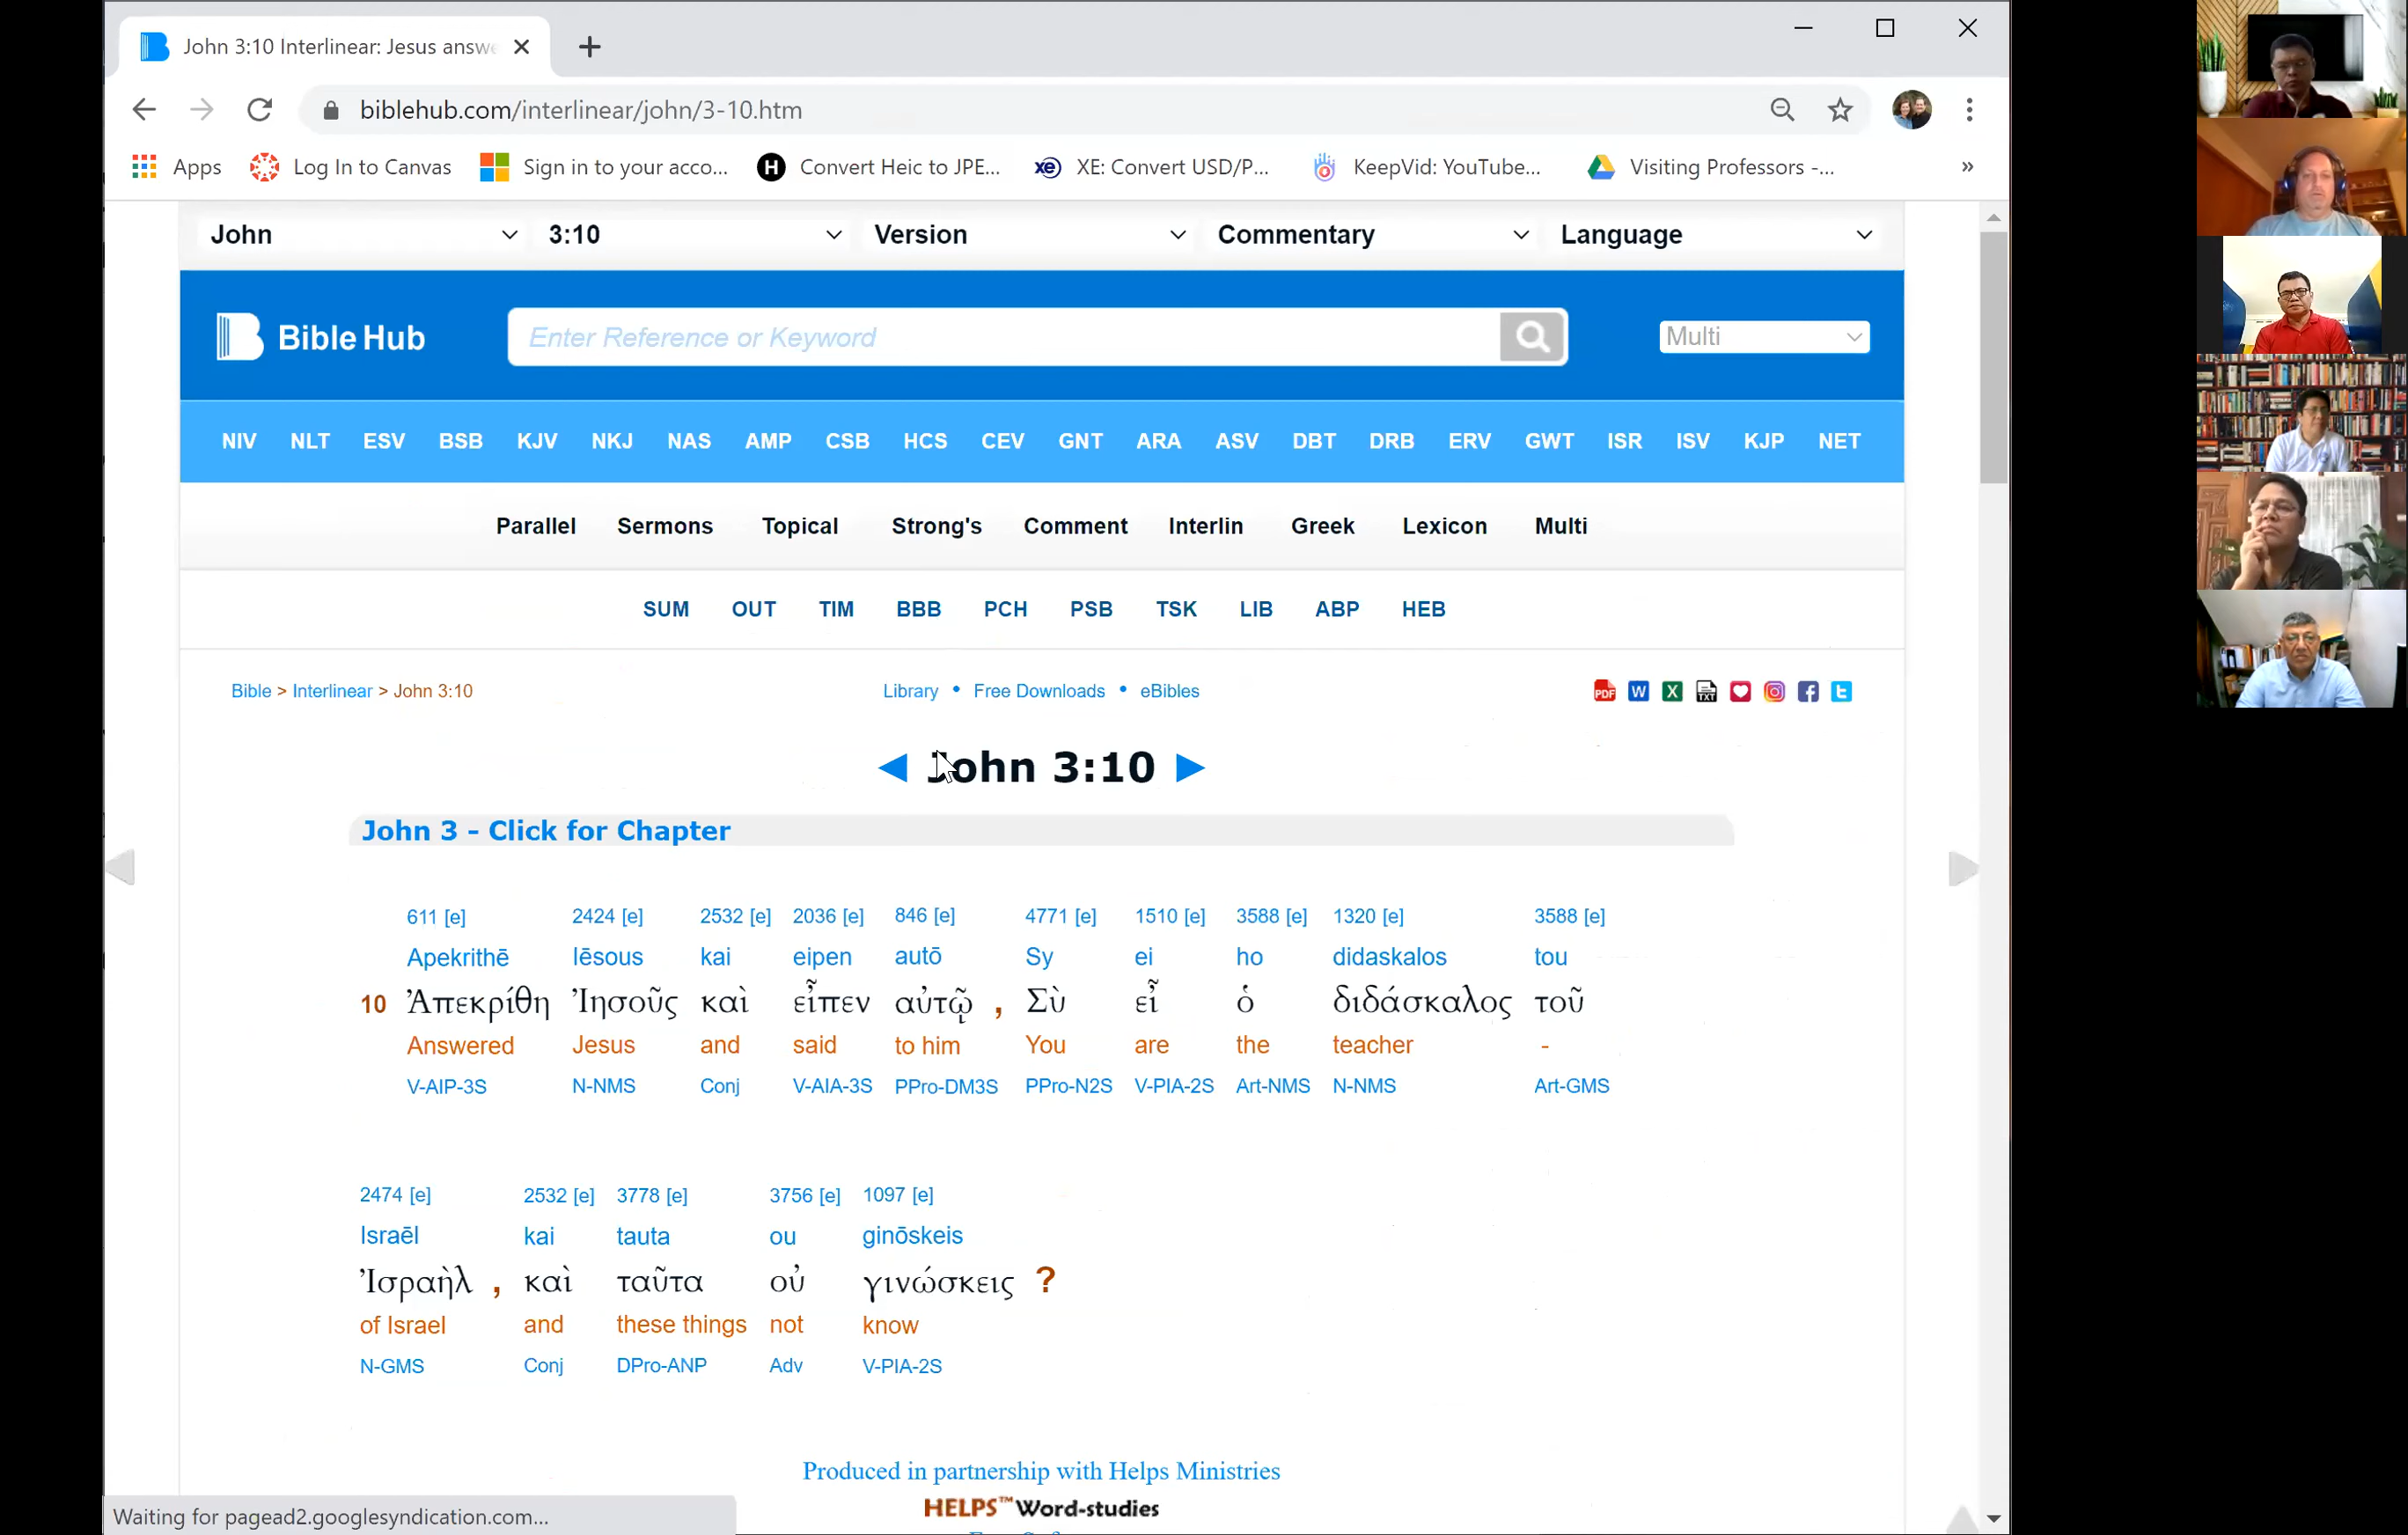 John 3:10 Interlinear: Jesus answe
biblehub.com/interlinear/john/3-10.htm
Apps Log In to Canvas Sign in to your acco... H Convert Heic to JPE... xe XE: Convert USD/P... KeepVid: YouTube... Visiting Professors -... »
John 3:10 Version Commentary Language
Bible Hub Enter Reference or Keyword Multi
NIV NLT ESV BSB KJV NKJ NAS AMP CSB HCS CEV GNT ARA ASV DBT DRB ERV GWT ISR ISV KJP NET
Parallel Sermons Topical Strong's Comment Interlin Greek Lexicon Multi
SUM OUT TIM BBB PCH PSB TSK LIB ABP HEB
Bible > Interlinear > John 3:10 Library • Free Downloads • eBibles PDF W X TXT
◄ John 3:10 ►
John 3 - Click for Chapter
611 [e] 2424 [e] 2532 [e] 2036 [e] 846 [e] 4771 [e] 1510 [e] 3588 [e] 1320 [e] 3588 [e]
Apekrithē Iēsous kai eipen autō Sy ei ho didaskalos tou
10 Ἀπεκρίθη Ἰησοῦς καὶ εἶπεν αὐτῷ , Σὺ εἶ ὁ διδάσκαλος τοῦ
Answered Jesus and said to him You are the teacher -
V-AIP-3S N-NMS Conj V-AIA-3S PPro-DM3S PPro-N2S V-PIA-2S Art-NMS N-NMS Art-GMS
2474 [e] 2532 [e] 3778 [e] 3756 [e] 1097 [e]
Israēl kai tauta ou ginōskeis
Ἰσραὴλ , καὶ ταῦτα οὐ γινώσκεις ?
of Israel and these things not know
N-GMS Conj DPro-ANP Adv V-PIA-2S
Produced in partnership with Helps Ministries
HELPS™ Word-studies
Waiting for pagead2.googlesyndication.com...